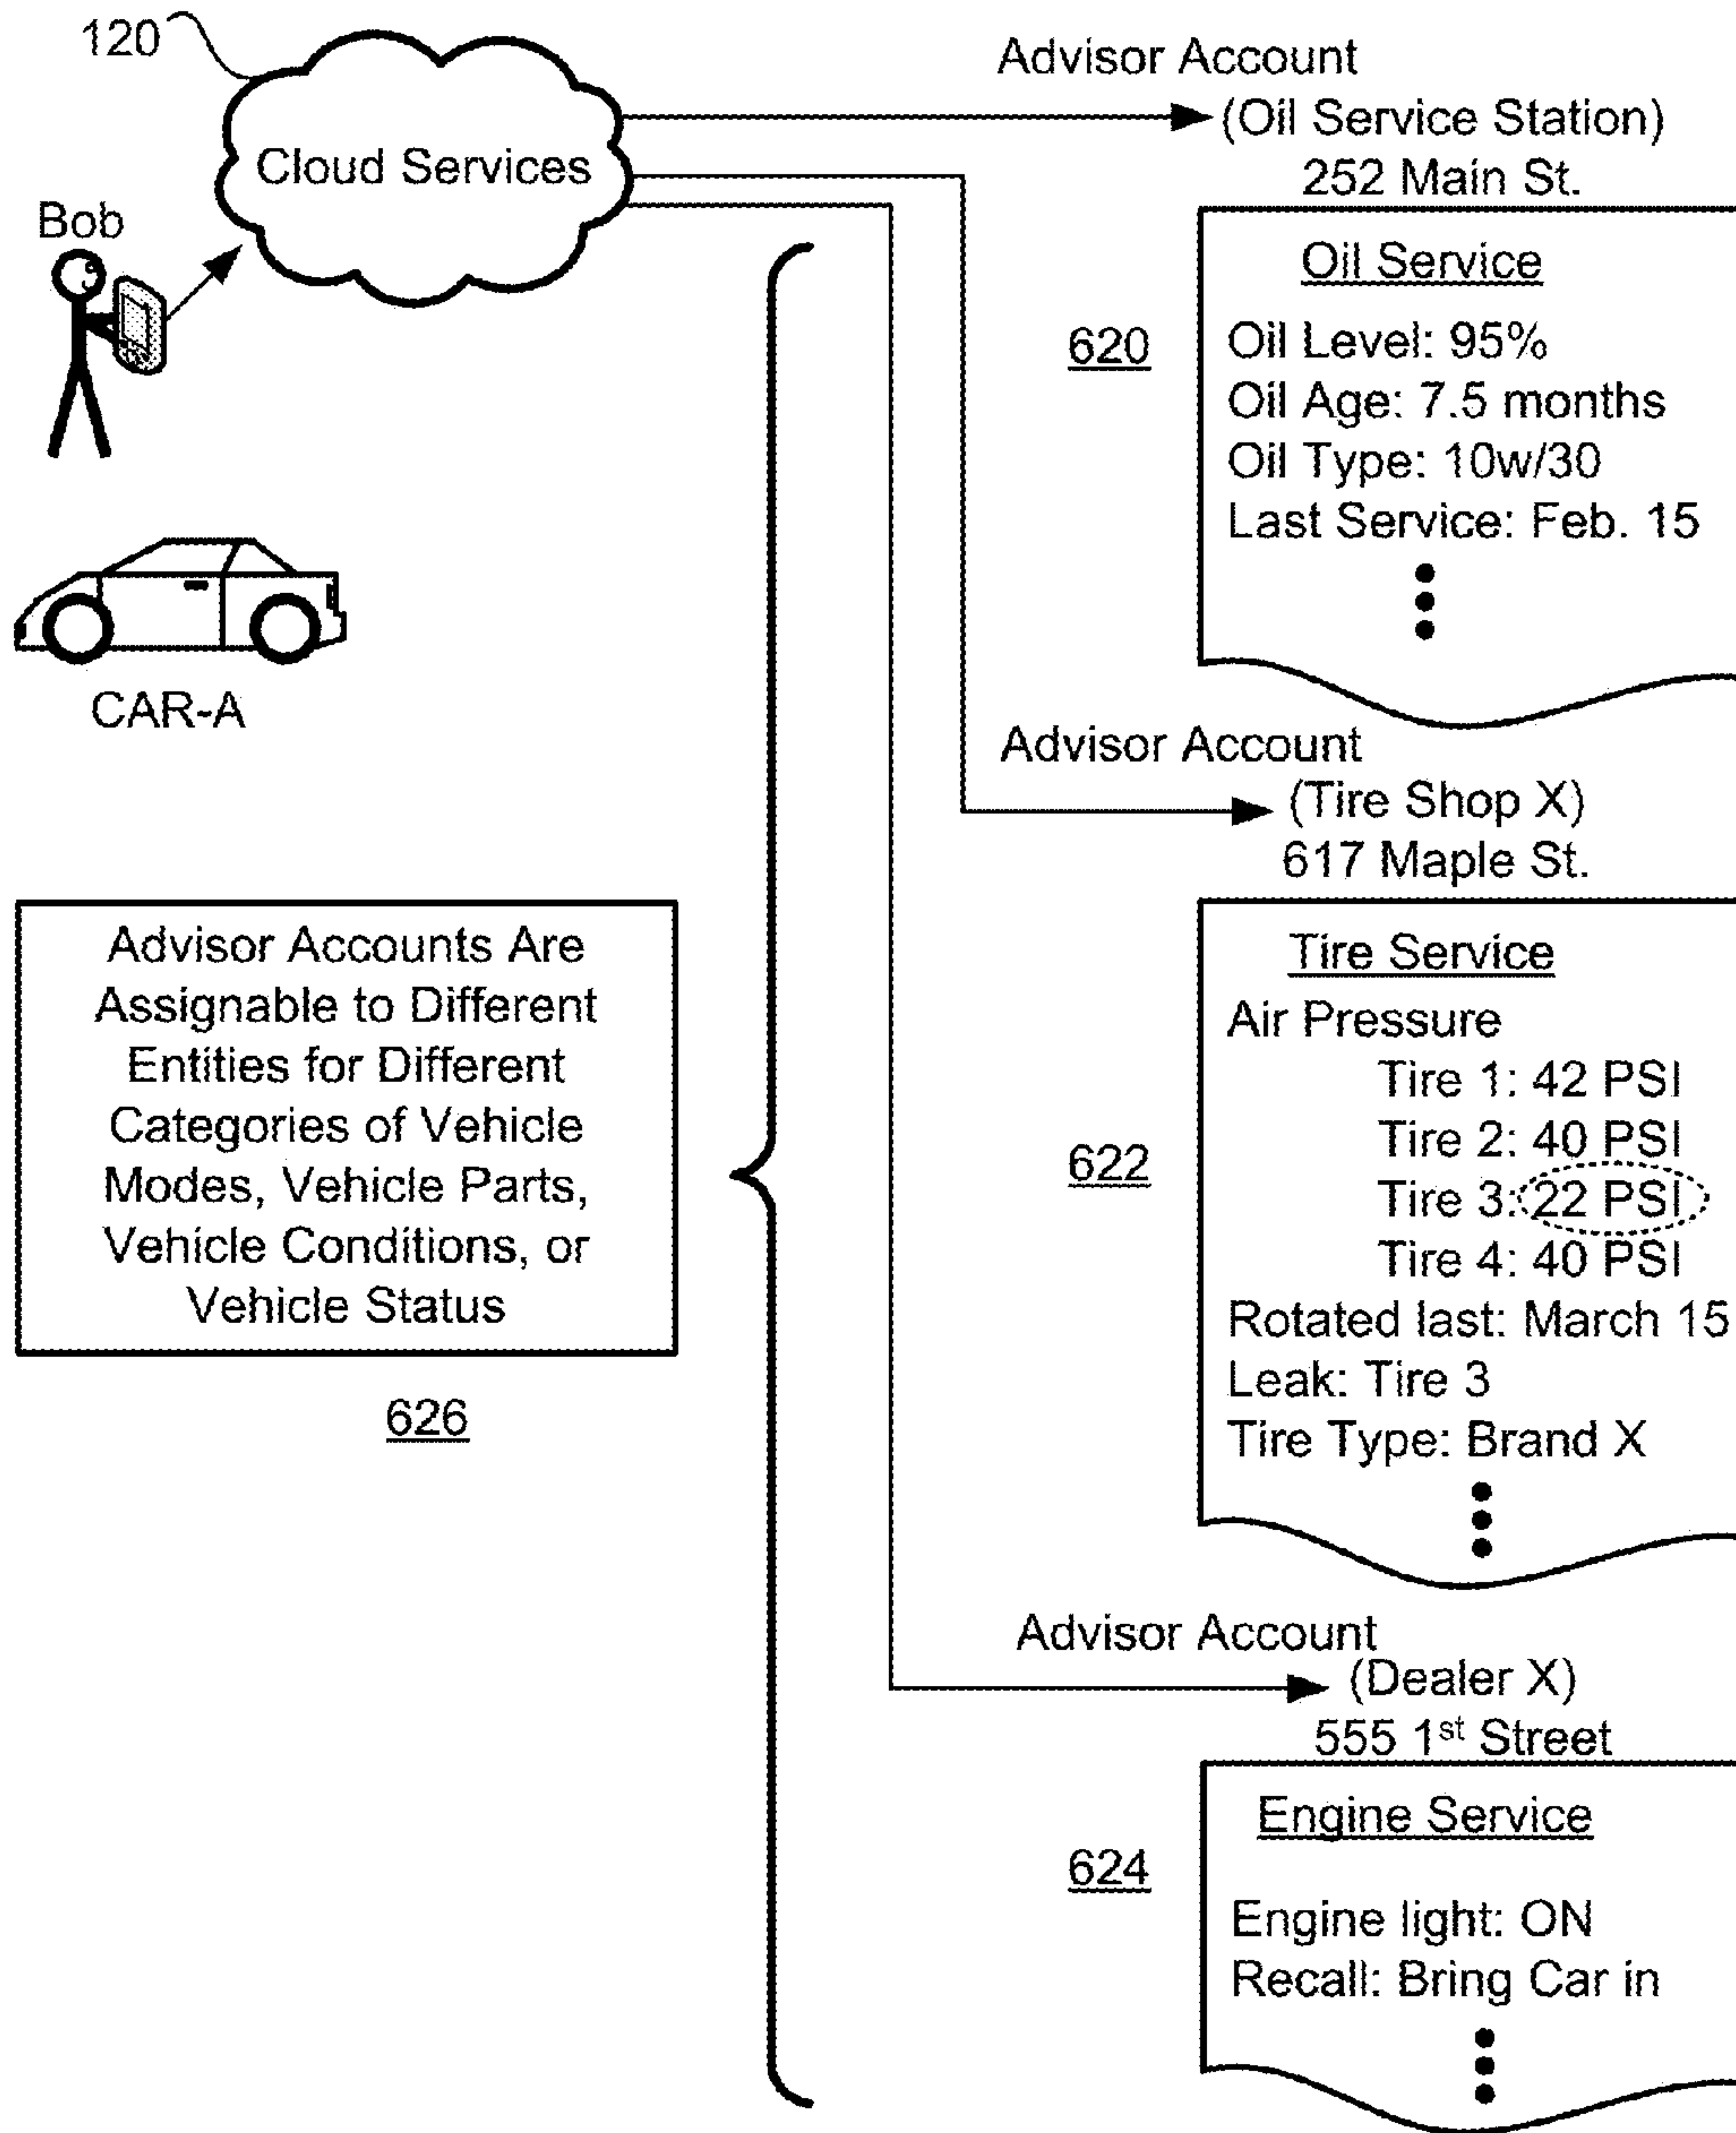 120
Cloud Services
Bob
CAR-A
Advisor Account
(Oil Service Station)
252 Main St.
620
Oil Service
Oil Level: 95%
Oil Age: 7.5 months
Oil Type: 10w/30
Last Service: Feb. 15
Advisor Account
(Tire Shop X)
617 Maple St.
622
Tire Service
Air Pressure
Tire 1: 42 PSI
Tire 2: 40 PSI
Tire 3: 22 PSI
Tire 4: 40 PSI
Rotated last: March 15
Leak: Tire 3
Tire Type: Brand X
Advisor Accounts Are
Assignable to Different
Entities for Different
Categories of Vehicle
Modes, Vehicle Parts,
Vehicle Conditions, or
Vehicle Status
626
Advisor Account
(Dealer X)
555 1st Street
624
Engine Service
Engine light: ON
Recall: Bring Car in